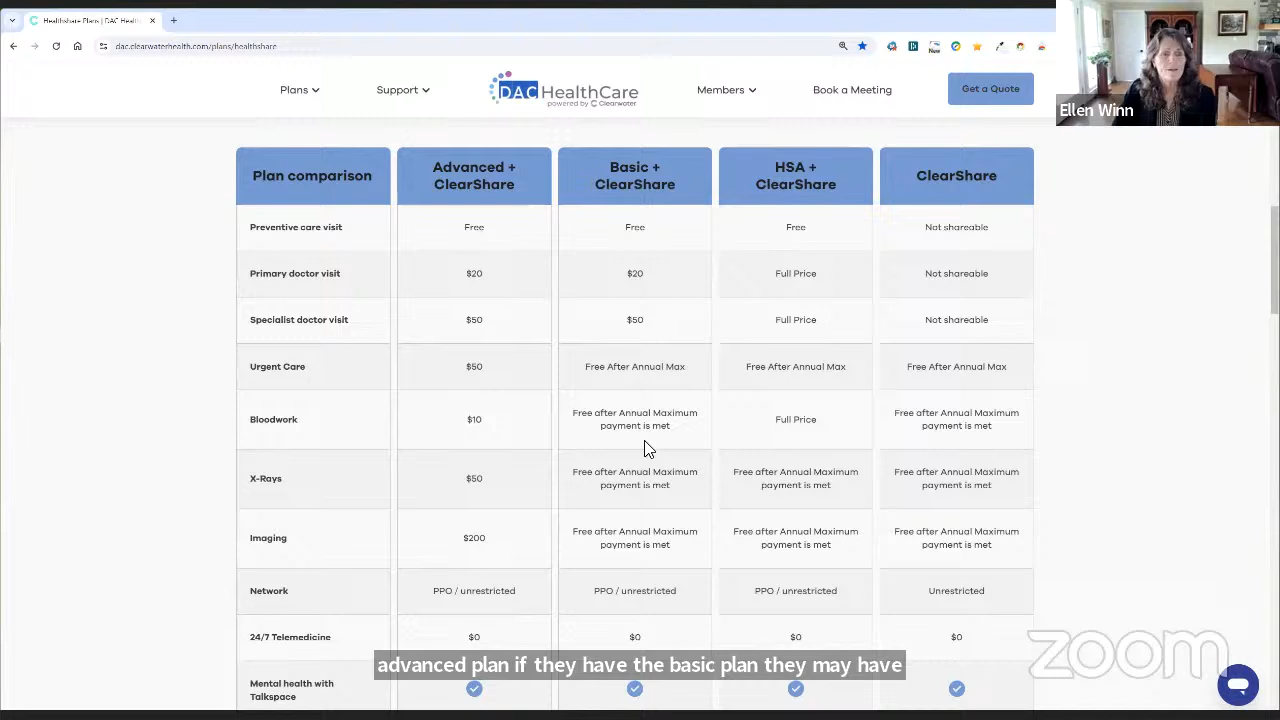 Healthshare Plans | DAC Health
dac.clearwaterhealth.com/plans/healthshare
New
Plans
Support
DAC HealthCare
powered by Clearwater
Members
Book a Meeting
Get a Quote
Ellen Winn
Plan comparison
Advanced +
ClearShare
Basic +
ClearShare
HSA +
ClearShare
ClearShare
Preventive care visit
Free
Free
Free
Not shareable
Primary doctor visit
$20
$20
Full Price
Not shareable
Specialist doctor visit
$50
$50
Full Price
Not shareable
Urgent Care
$50
Free After Annual Max
Free After Annual Max
Free After Annual Max
Bloodwork
$10
Free after Annual Maximum
payment is met
Full Price
Free after Annual Maximum
payment is met
X-Rays
$50
Free after Annual Maximum
payment is met
Free after Annual Maximum
payment is met
Free after Annual Maximum
payment is met
Imaging
$200
Free after Annual Maximum
payment is met
Free after Annual Maximum
payment is met
Free after Annual Maximum
payment is met
Network
PPO / unrestricted
PPO / unrestricted
PPO / unrestricted
Unrestricted
24/7 Telemedicine
$0
$0
$0
$0
advanced plan if they have the basic plan they may have
Mental health with
Talkspace
zoom